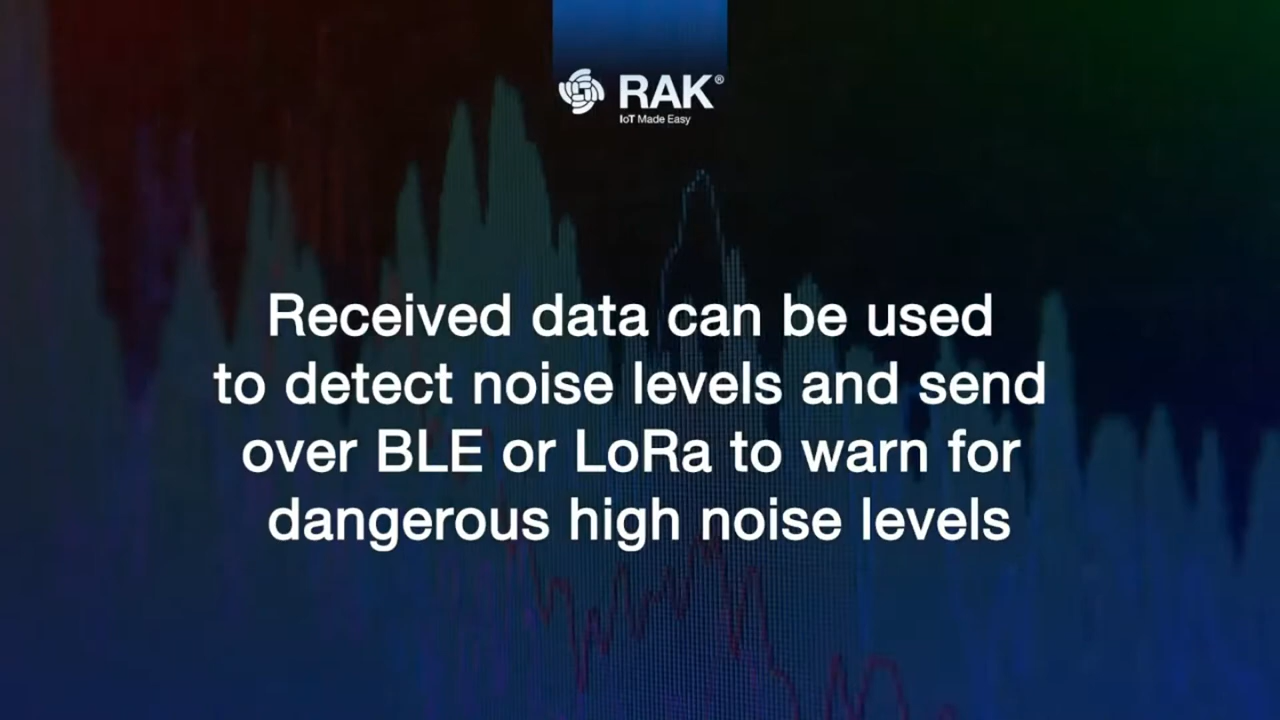 RAK®
IoT Made Easy
Received data can be used
to detect noise levels and send
over BLE or LoRa to warn for
dangerous high noise levels